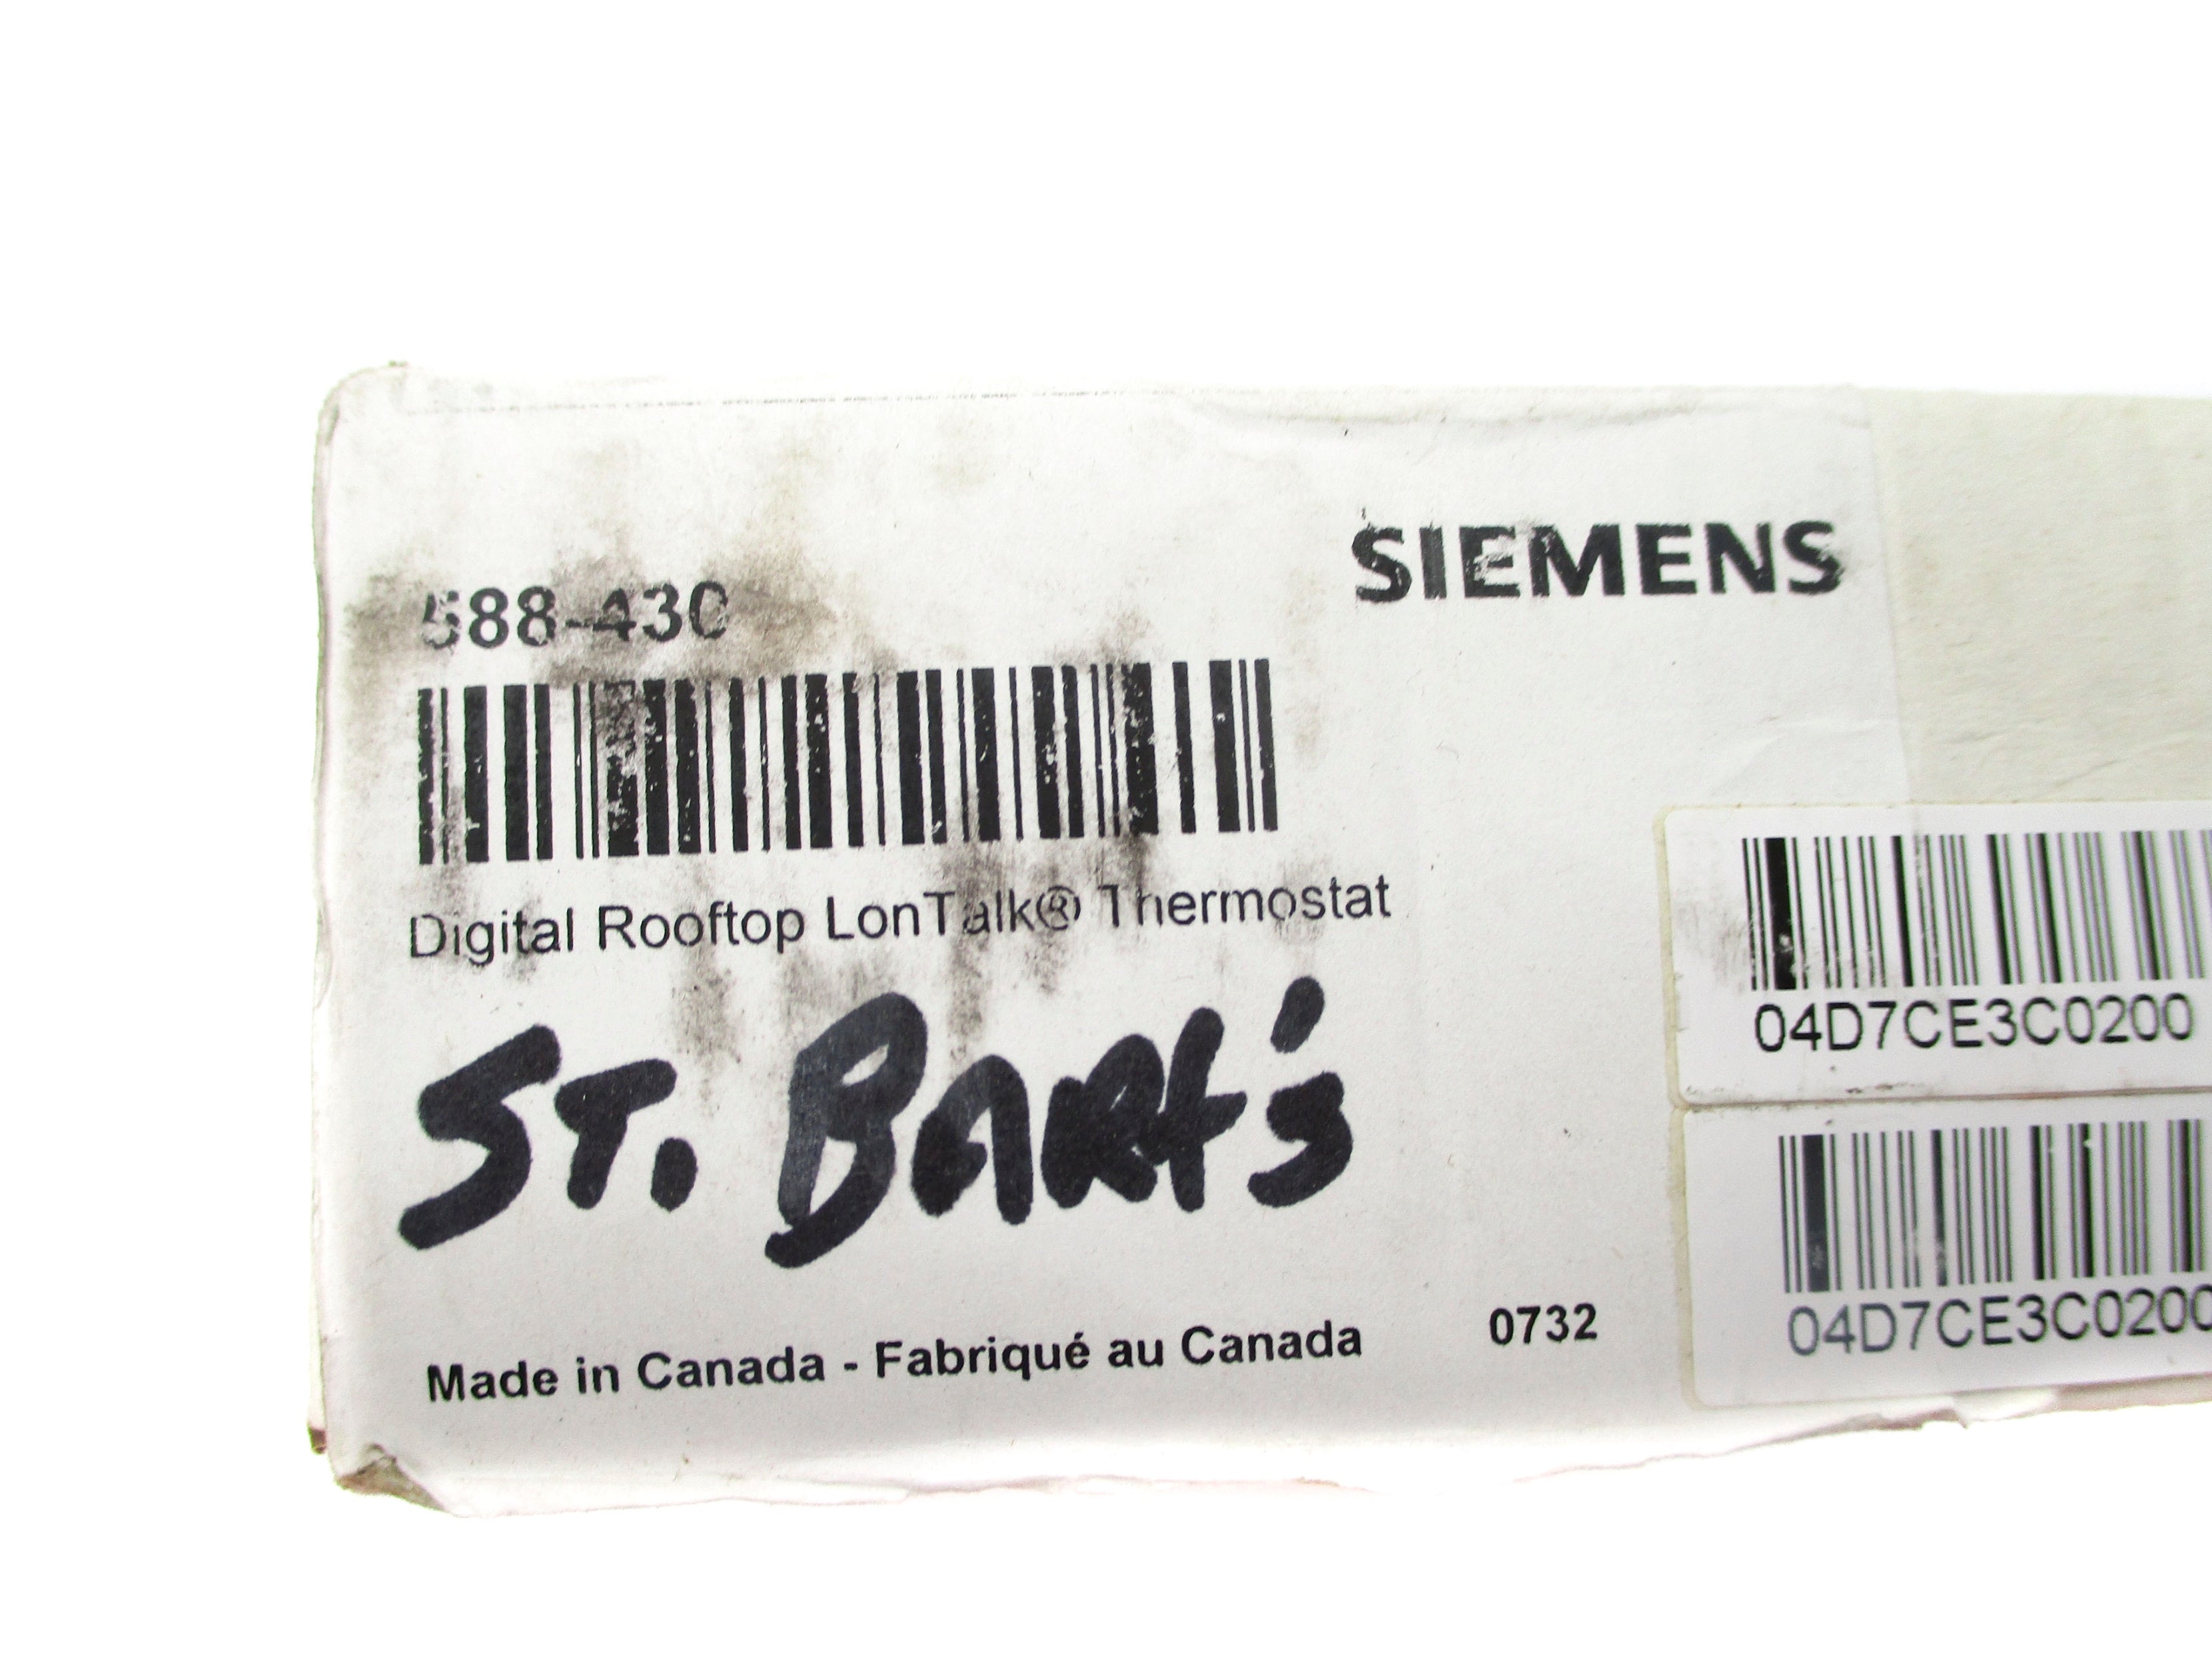 SIEMENS
588-430
Digital Rooftop LonTalk® Thermostat
ST. BART'S
Made in Canada - Fabriqué au Canada
0732
04D7CE3C0200
04D7CE3C0200